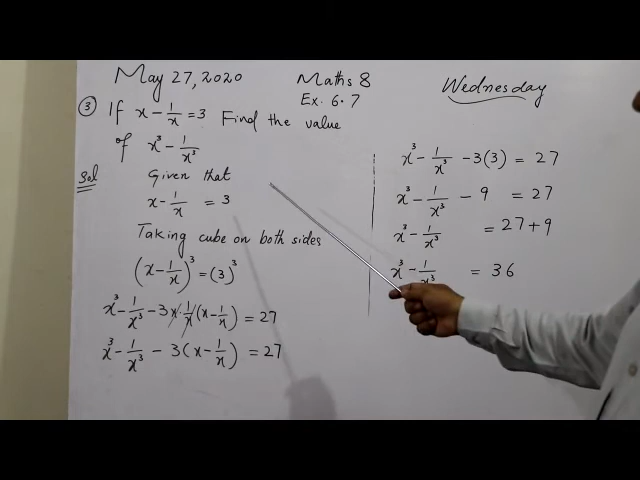 May 27, 2020 Maths 8 Wednesday
Ex. 6.7
③ If x - 1/x = 3 Find the value
of x³ - 1/x³
Sol Given that
x - 1/x = 3
Taking cube on both sides
(x - 1/x)³ = (3)³
x³ - 1/x³ - 3x·1/x(x - 1/x) = 27
x³ - 1/x³ - 3(x - 1/x) = 27
x³ - 1/x³ - 3(3) = 27
x³ - 1/x³ - 9 = 27
x³ - 1/x³ = 27+9
x³ - 1/x³ = 36